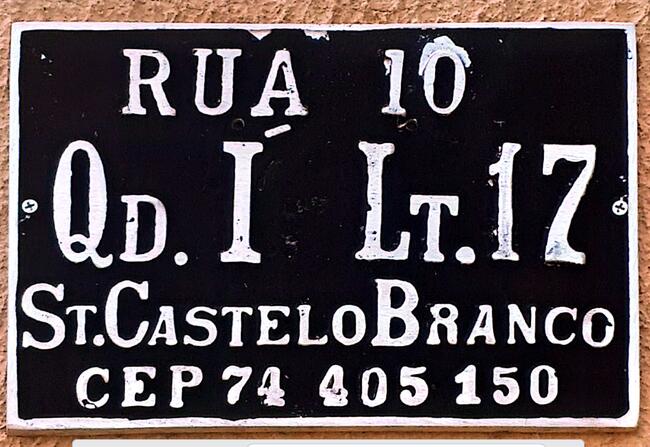 RUA 10
QD. Í LT. 17
ST. CASTELO BRANCO
CEP 74 405 150